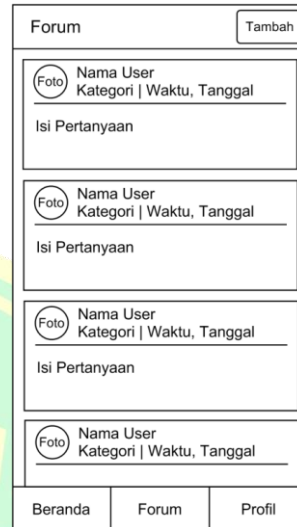 Forum
Tambah
Foto
Nama User
Kategori | Waktu, Tanggal
Isi Pertanyaan
Foto
Nama User
Kategori | Waktu, Tanggal
Isi Pertanyaan
Foto
Nama User
Kategori | Waktu, Tanggal
Isi Pertanyaan
Foto
Nama User
Kategori | Waktu, Tanggal
Beranda
Forum
Profil